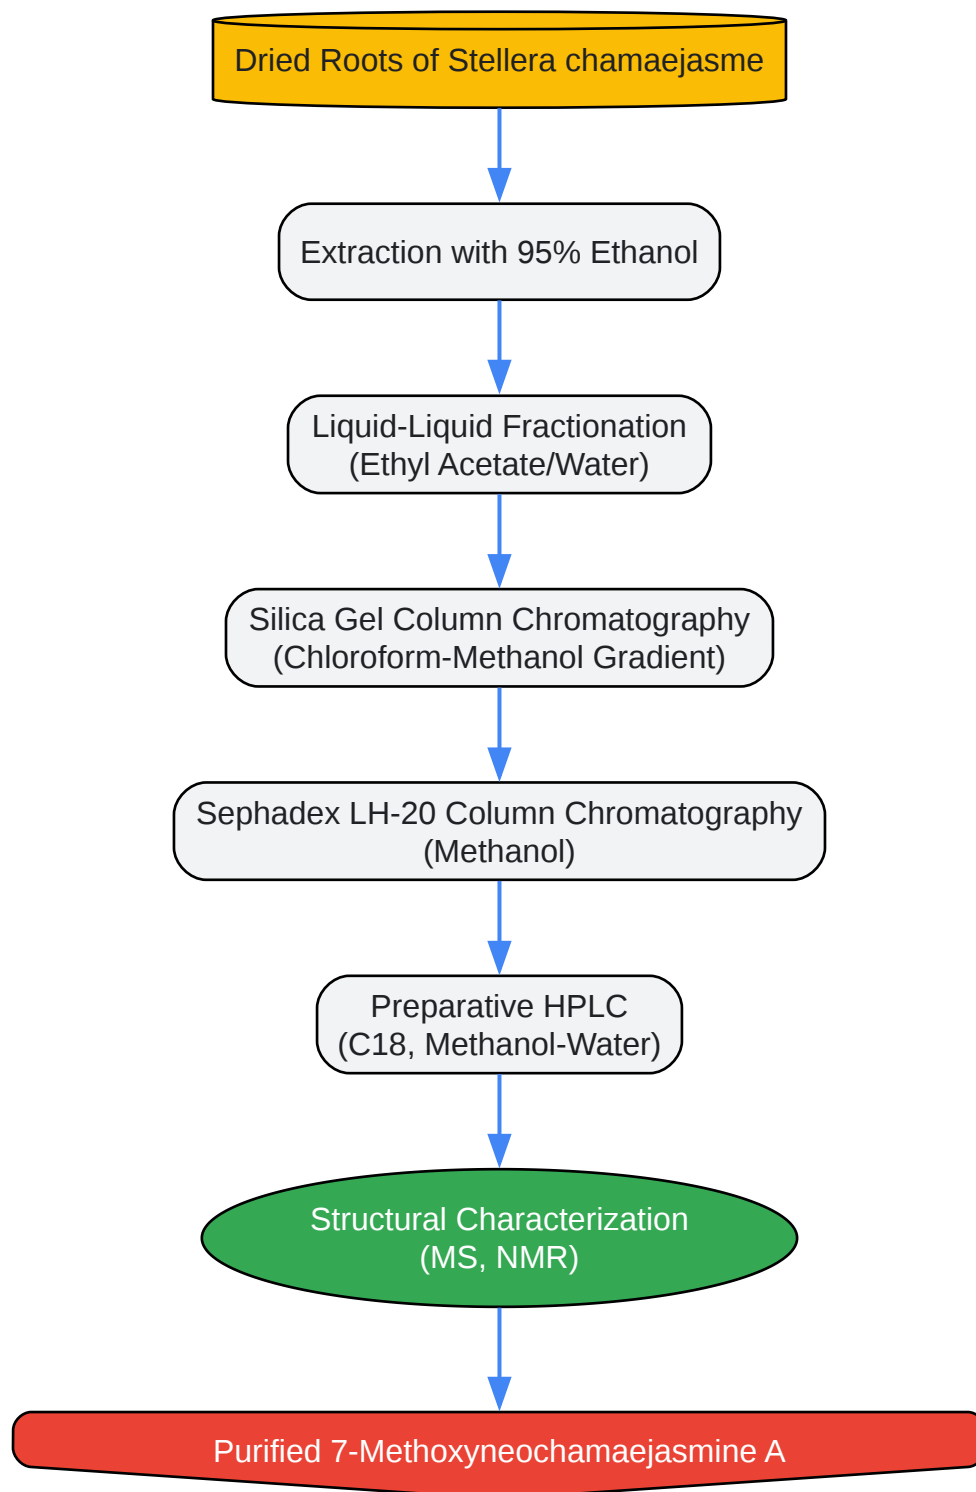 Dried Roots of Stellera chamaejasme
Extraction with 95% Ethanol
Liquid-Liquid Fractionation
(Ethyl Acetate/Water)
Silica Gel Column Chromatography
(Chloroform-Methanol Gradient)
Sephadex LH-20 Column Chromatography
(Methanol)
Preparative HPLC
(C18, Methanol-Water)
Structural Characterization
(MS, NMR)
Purified 7-Methoxyneochamaejasmine A